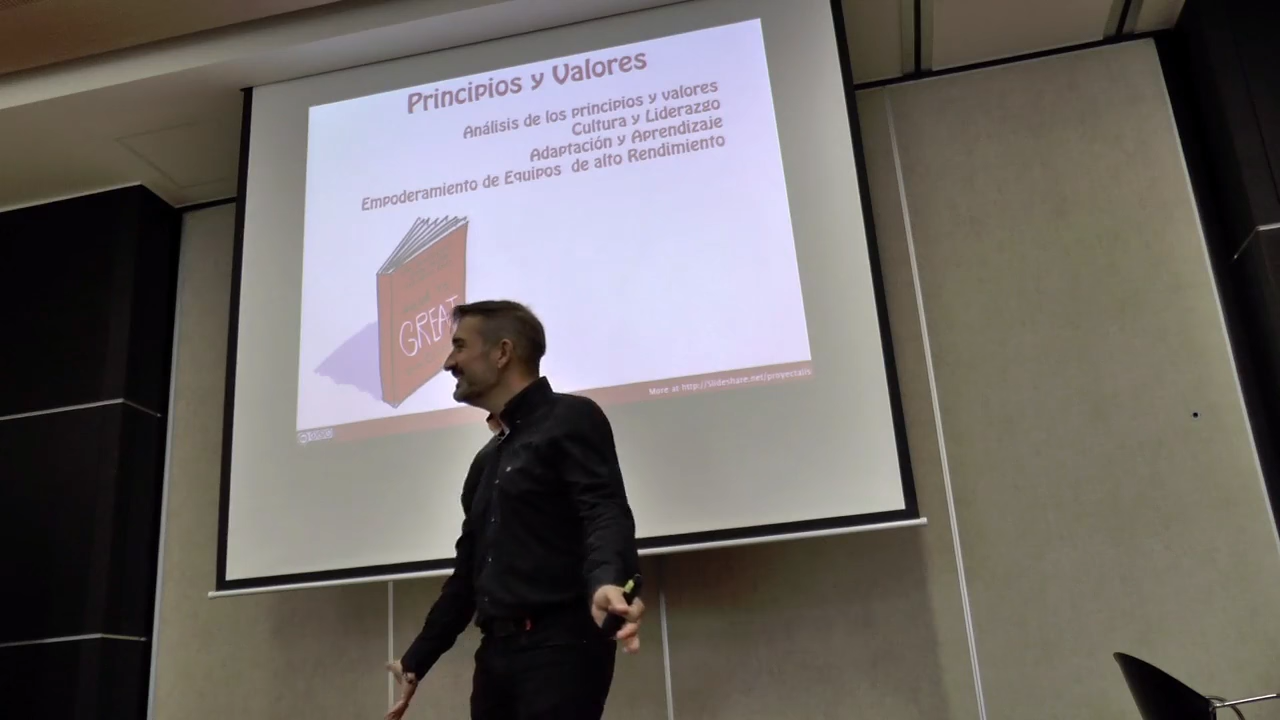 Principios y Valores
Análisis de los principios y valores
Cultura y Liderazgo
Adaptación y Aprendizaje
Empoderamiento de Equipos de alto Rendimiento
GREAT
More at http://Slideshare.net/proyectalis